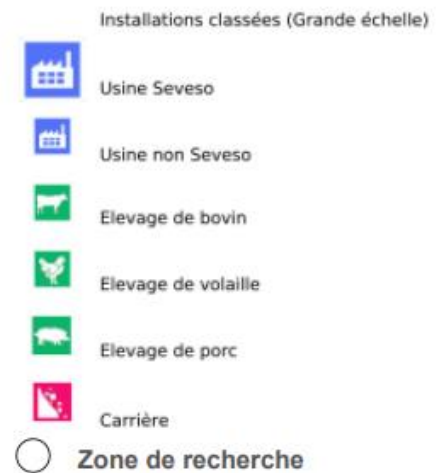 Installations classées (Grande échelle)
Usine Seveso
Usine non Seveso
Elevage de bovin
Elevage de volaille
Elevage de porc
Carrière
Zone de recherche